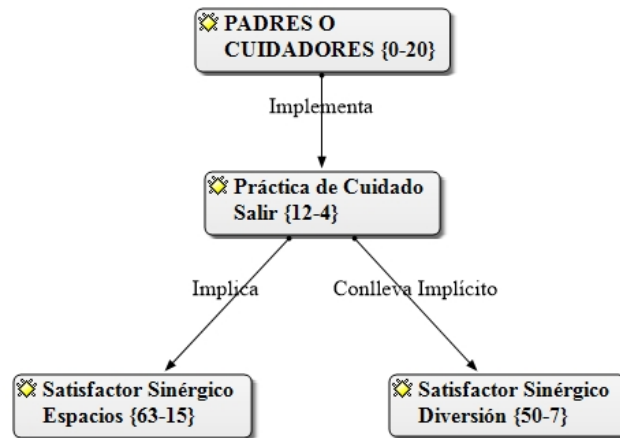 PADRES O
CUIDADORES {0-20}
Implementa
Práctica de Cuidado
Salir {12-4}
Implica
Conlleva Implícito
Satisfactor Sinérgico
Espacios {63-15}
Satisfactor Sinérgico
Diversión {50-7}